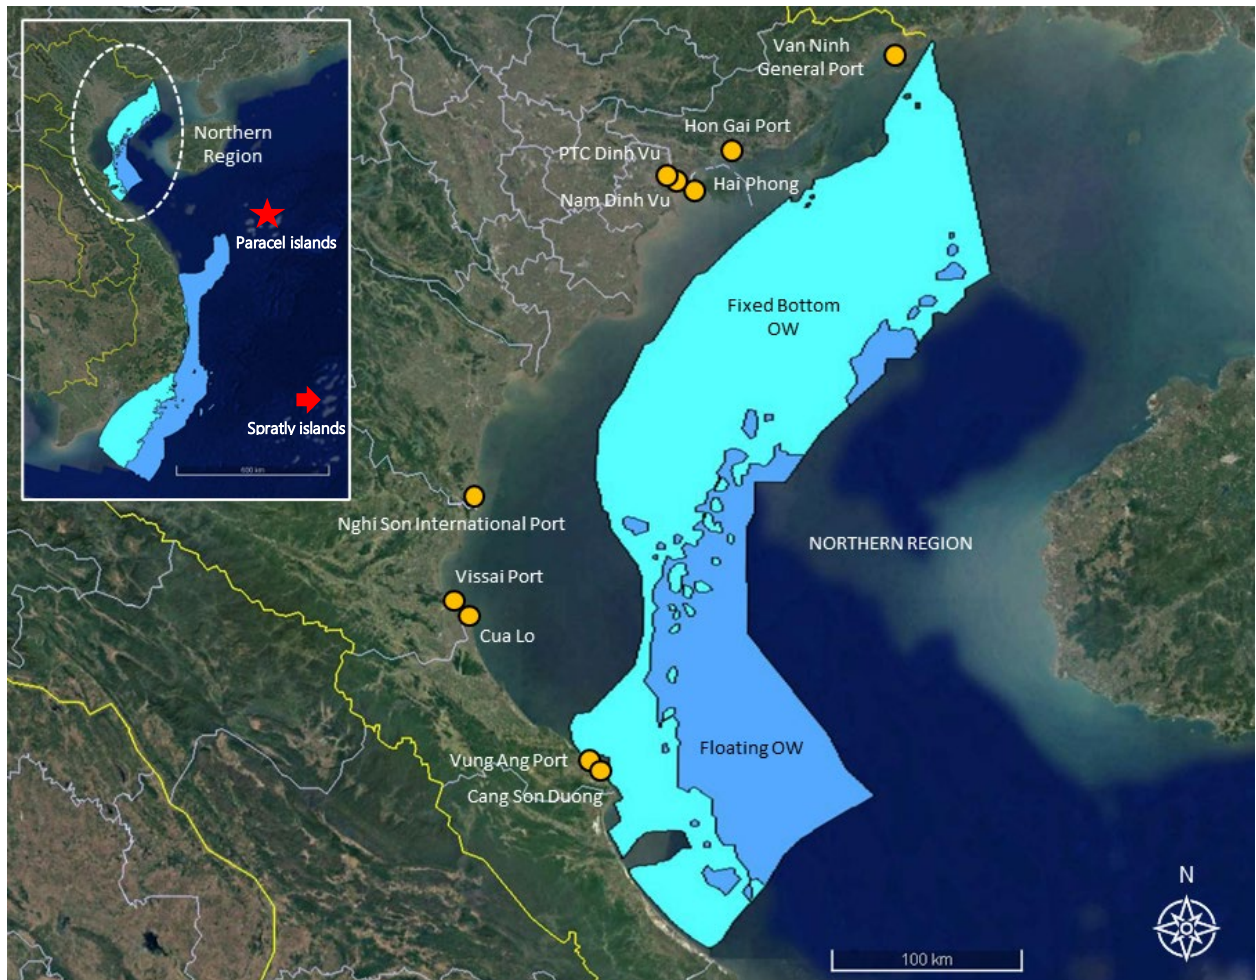 Northern
Region
Paracel islands
Spratly islands
600 km
Van Ninh
General Port
Hon Gai Port
PTC Dinh Vu
Hai Phong
Nam Dinh Vu
Fixed Bottom
OW
Nghi Son International Port
NORTHERN REGION
Vissai Port
Cua Lo
Vung Ang Port
Floating OW
Cang Son Duong
N
100 km